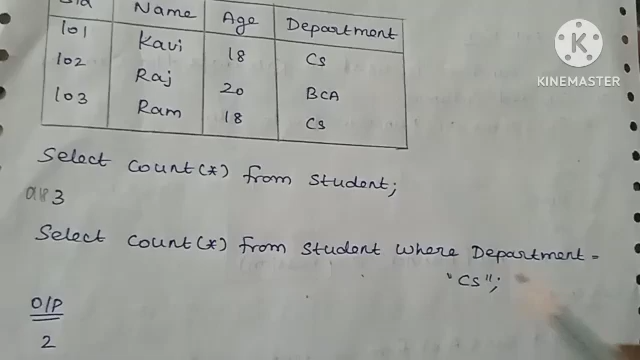 Name Age Department
101 Kavi 18 CS
102 Raj 20 BCA
103 Ram 18 CS
K
KINEMASTER
Select Count(*) from Student;
3
Select Count(*) from Student where Department =
"CS";
O/P
2